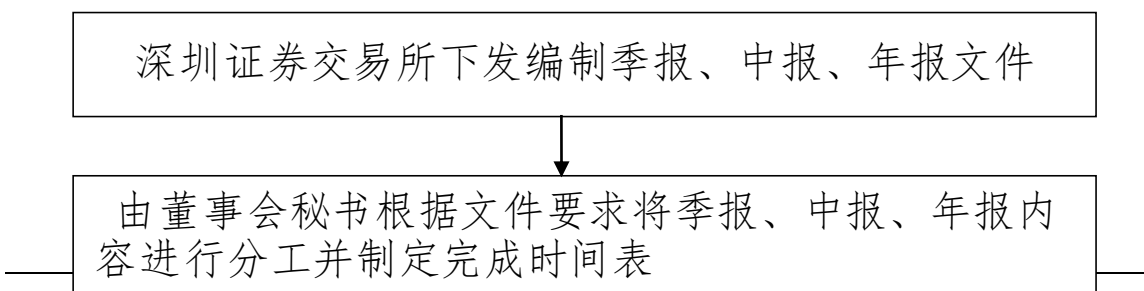 深圳证券交易所下发编制季报、中报、年报文件
由董事会秘书根据文件要求将季报、中报、年报内
容进行分工并制定完成时间表